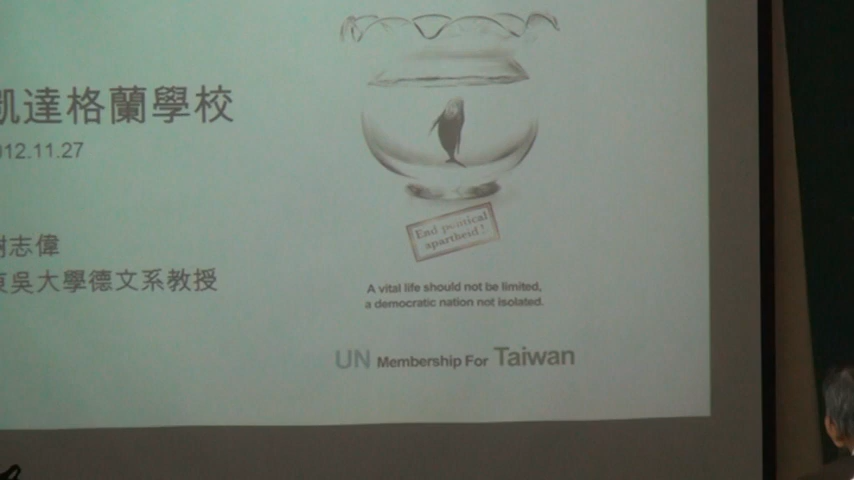 凱達格蘭學校
012.11.27
謝志偉
東吳大學德文系教授
End political
apartheid!
A vital life should not be limited,
a democratic nation not isolated.
UN Membership For Taiwan